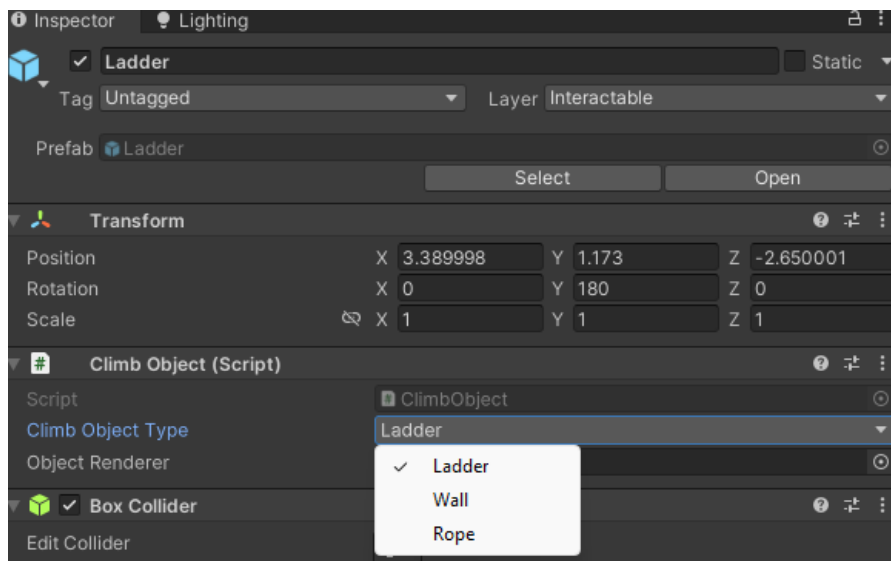 Inspector Lighting
Ladder Static
Tag Untagged Layer Interactable
Prefab Ladder
Select Open
Transform
Position X 3.389998 Y 1.173 Z -2.650001
Rotation X 0 Y 180 Z 0
Scale X 1 Y 1 Z 1
# Climb Object (Script)
Script # ClimbObject
Climb Object Type Ladder
Object Renderer
Ladder
Wall
Rope
Box Collider
Edit Collider